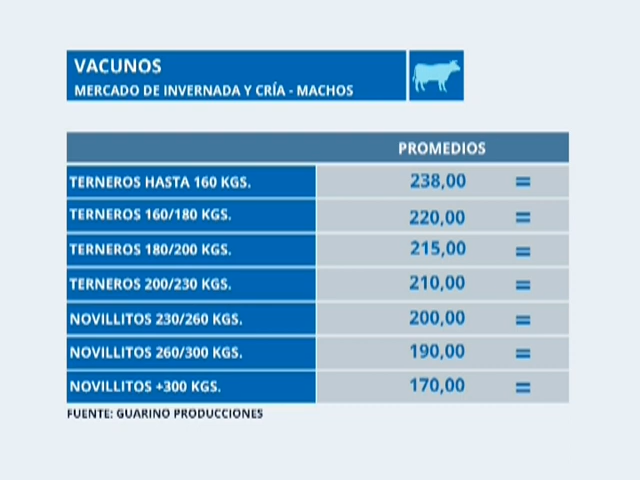 VACUNOS
MERCADO DE INVERNADA Y CRÍA - MACHOS
PROMEDIOS
TERNEROS HASTA 160 KGS. 238,00 =
TERNEROS 160/180 KGS. 220,00 =
TERNEROS 180/200 KGS. 215,00 =
TERNEROS 200/230 KGS. 210,00 =
NOVILLITOS 230/260 KGS. 200,00 =
NOVILLITOS 260/300 KGS. 190,00 =
NOVILLITOS +300 KGS. 170,00 =
FUENTE: GUARINO PRODUCCIONES